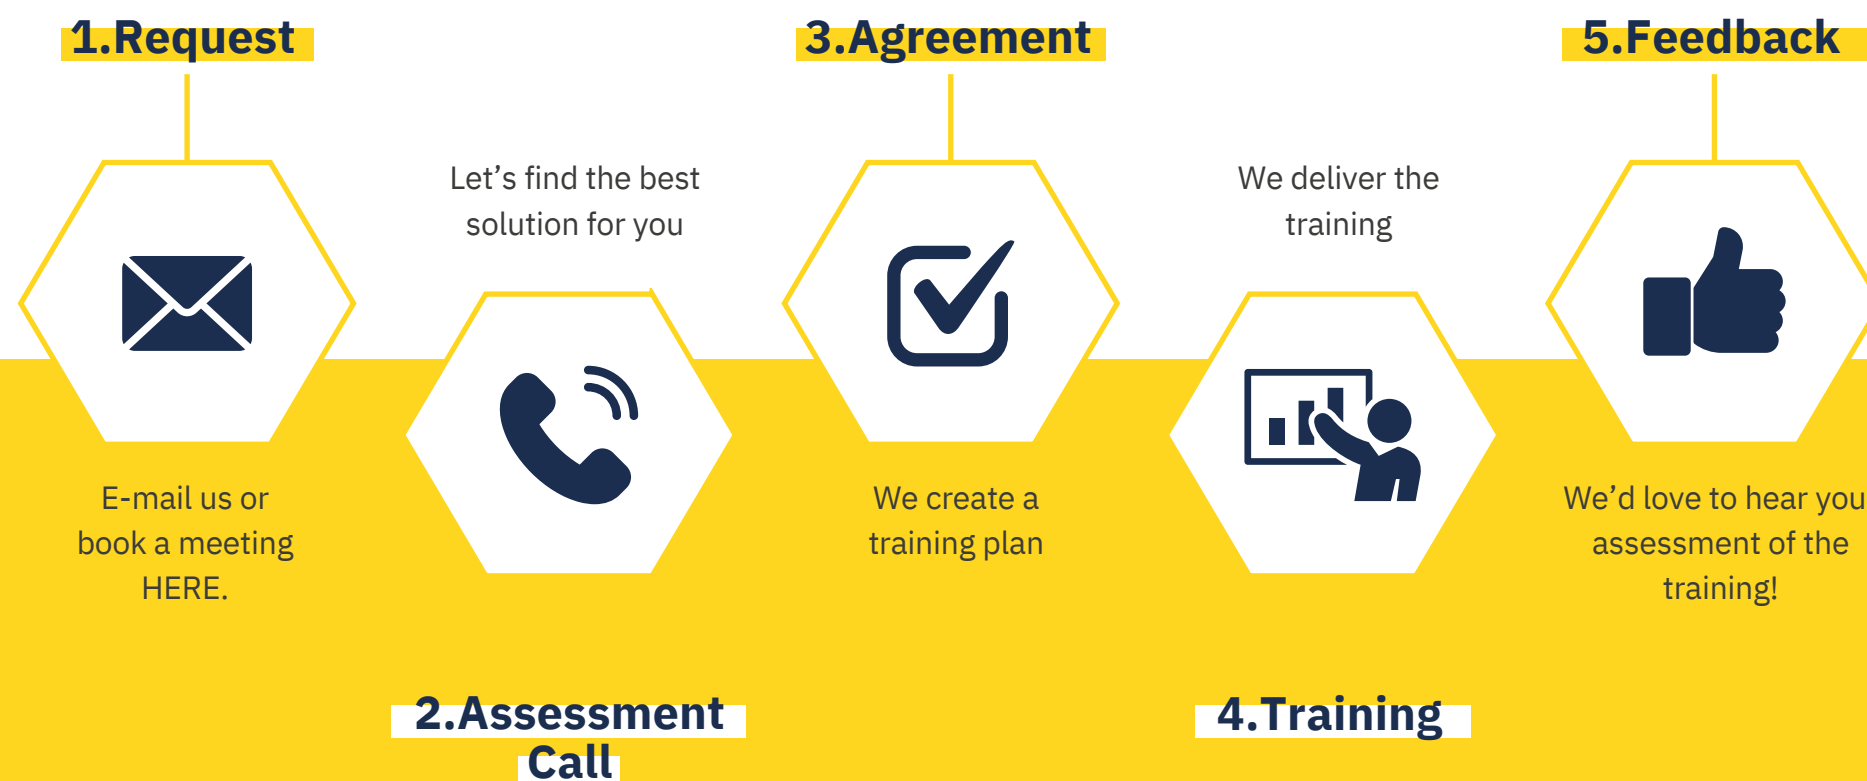 1.Request
E-mail us or
book a meeting
HERE.
Let's find the best
solution for you
2.Assessment
Call
3.Agreement
We create a
training plan
We deliver the
training
4.Training
5.Feedback
We'd love to hear you
assessment of the
training!